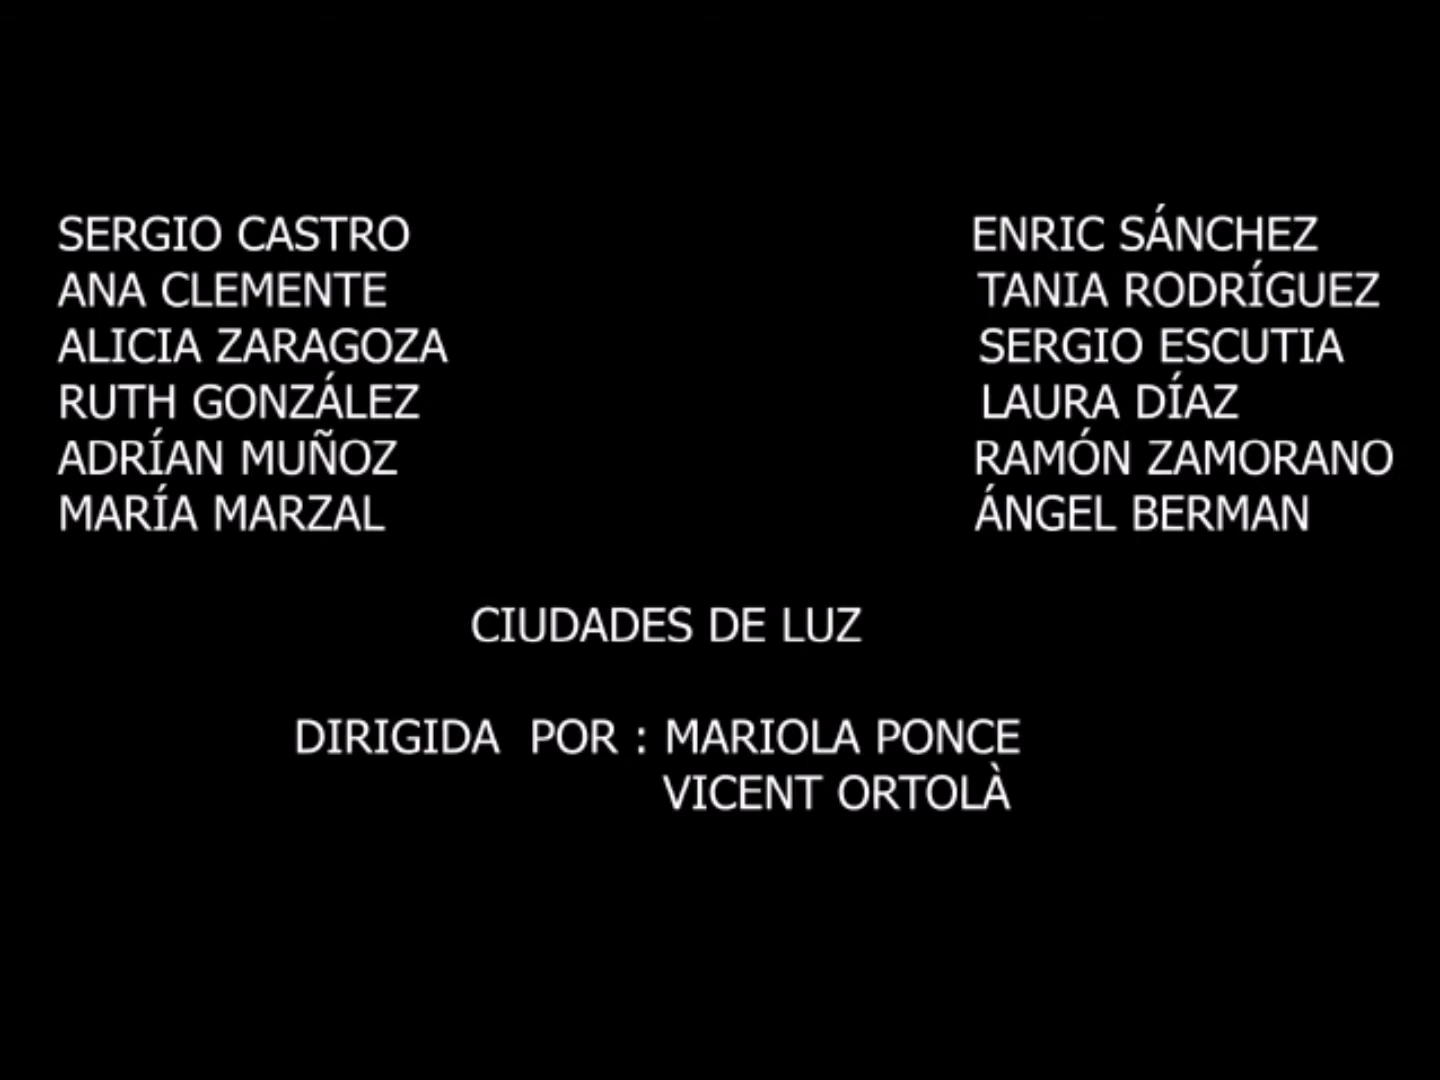 SERGIO CASTRO ENRIC SÁNCHEZ
ANA CLEMENTE TANIA RODRÍGUEZ
ALICIA ZARAGOZA SERGIO ESCUTIA
RUTH GONZÁLEZ LAURA DÍAZ
ADRÍAN MUÑOZ RAMÓN ZAMORANO
MARÍA MARZAL ÁNGEL BERMAN
CIUDADES DE LUZ
DIRIGIDA POR : MARIOLA PONCE
VICENT ORTOLÀ